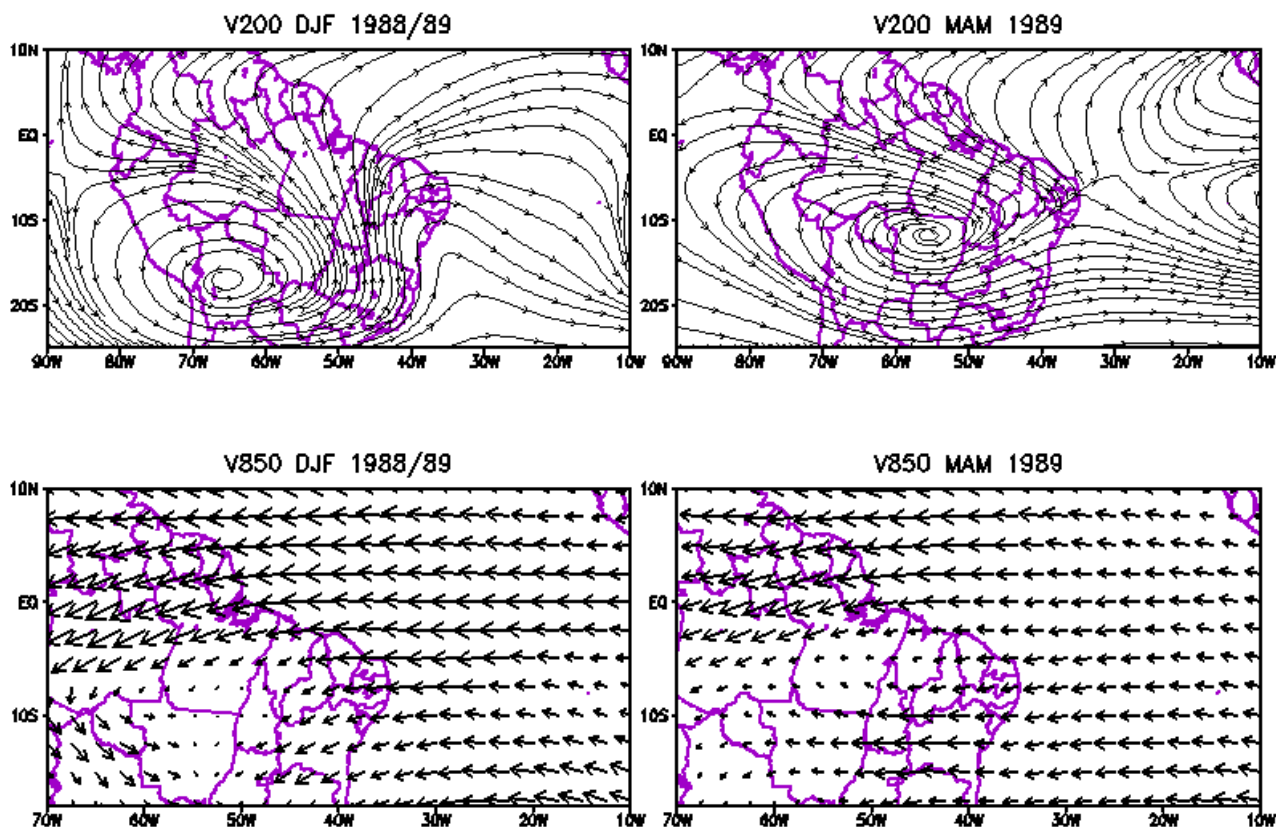 V200 DJF 1988/89
V200 MAM 1989
10N
EQ
10S
20S
90W 80W 70W 60W 50W 40W 30W 20W 10W
10N
EQ
10S
20S
90W 80W 70W 60W 50W 40W 30W 20W 10W
V850 DJF 1988/89
V850 MAM 1989
10N
EQ
10S
70W 60W 50W 40W 30W 20W 10W
10N
EQ
10S
70W 60W 50W 40W 30W 20W 10W